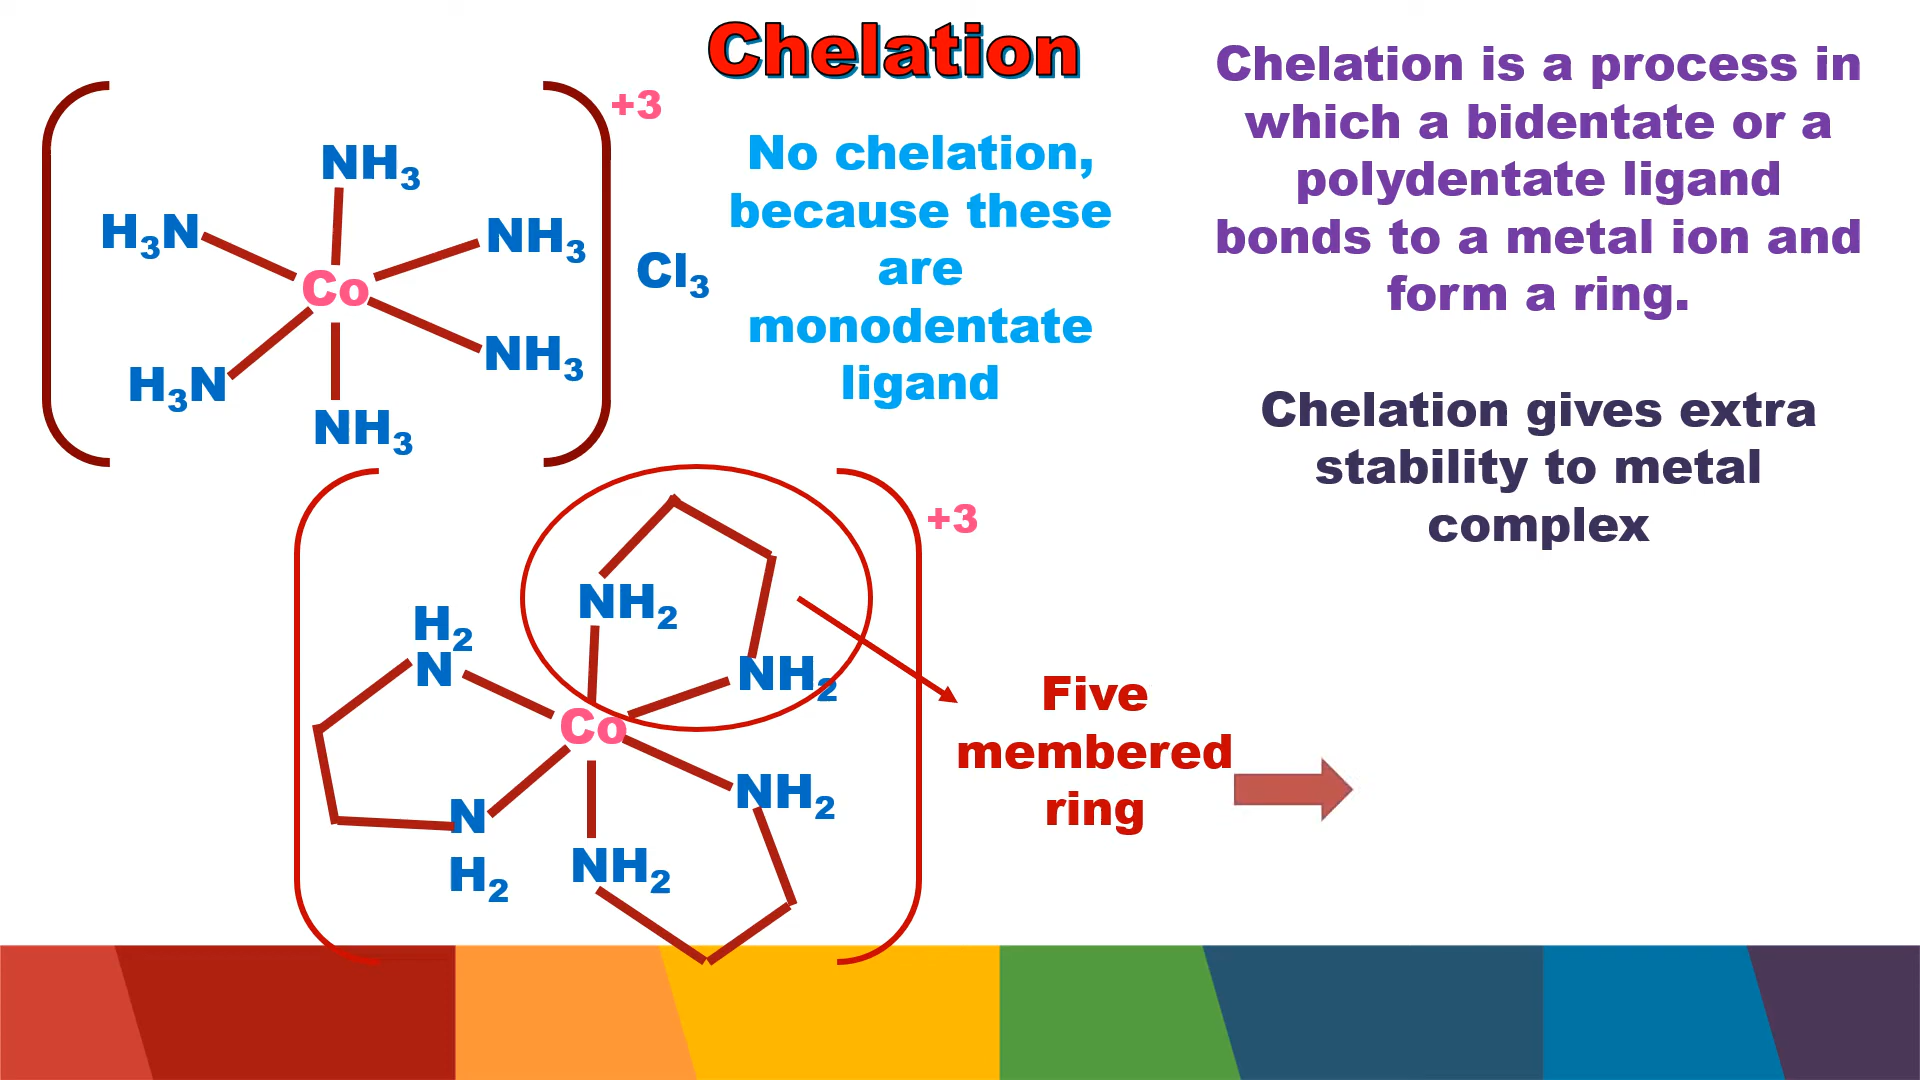 Chelation
+3
NH3
H3N
NH3
Co
Cl3
H3N
NH3
NH3
No chelation,
because these
are
monodentate
ligand
Chelation is a process in
which a bidentate or a
polydentate ligand
bonds to a metal ion and
form a ring.
Chelation gives extra
stability to metal
complex
+3
NH2
H2
N
NH2
Co
NH2
N
H2
NH2
Five
membered
ring